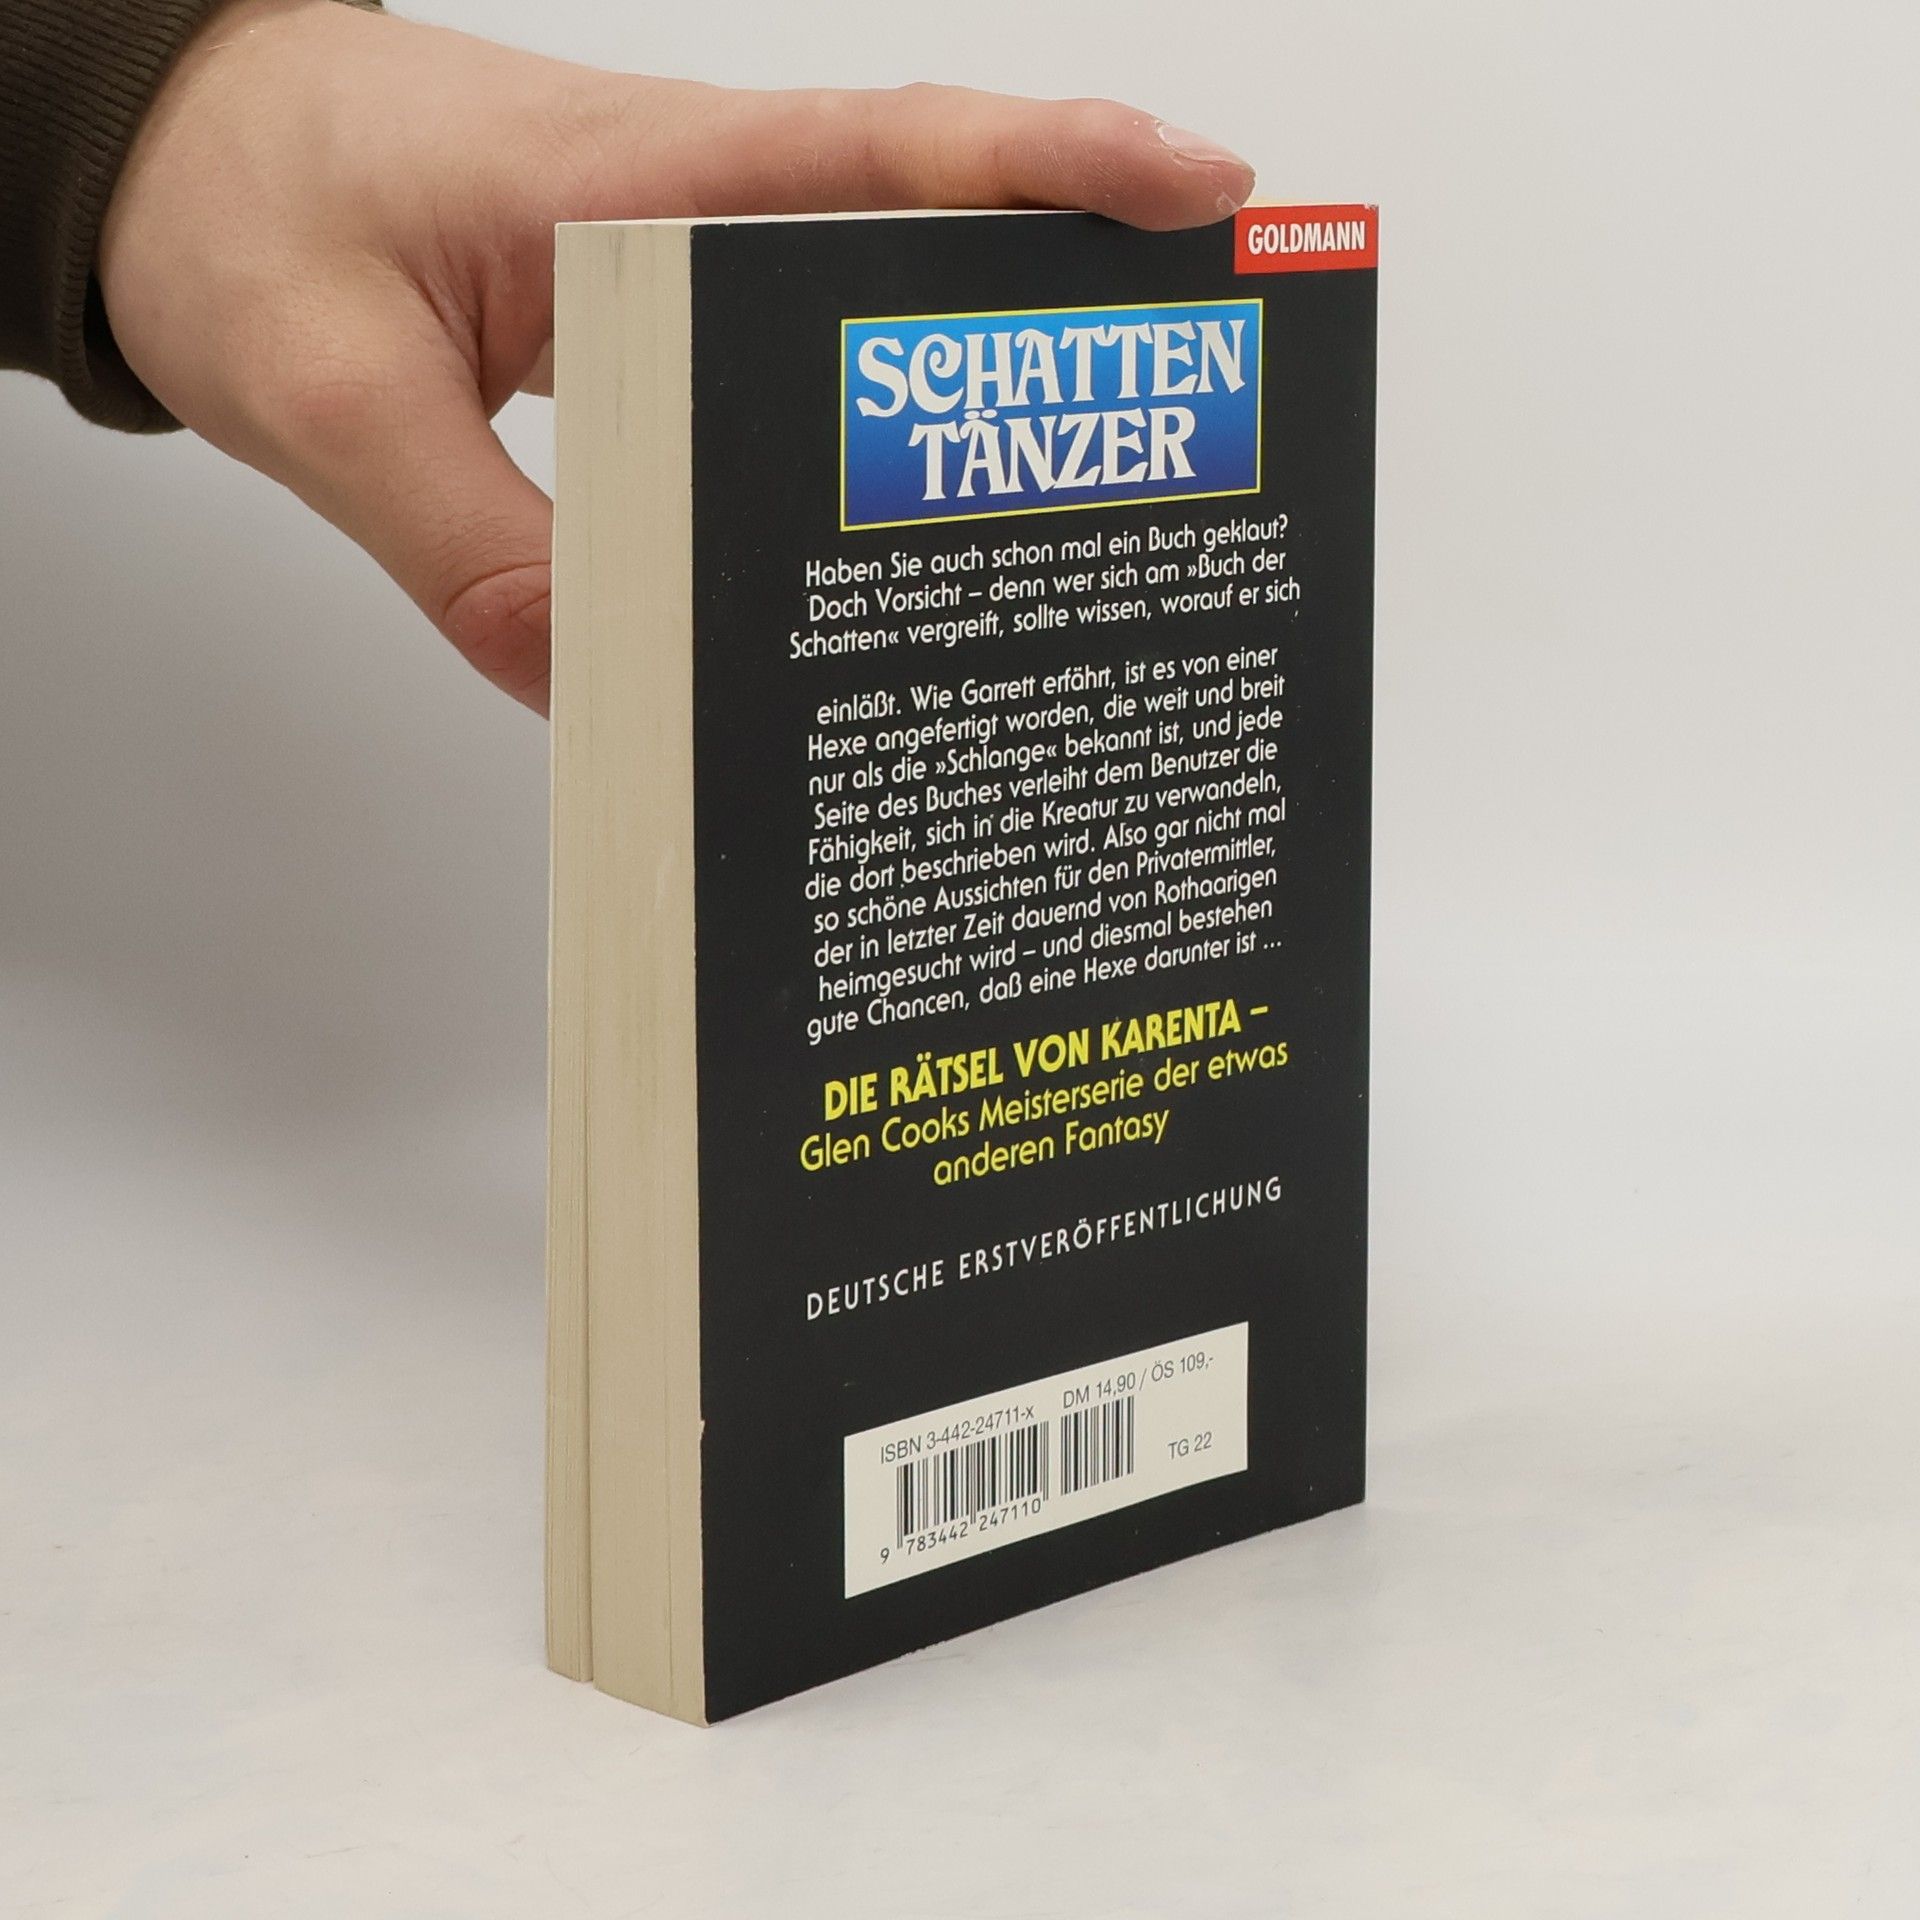 GOLDMANN
SCHATTEN
TÄNZER
Haben Sie auch schon mal ein Buch geklaut?
Doch Vorsicht – denn wer sich am »Buch der
Schatten« vergreift, sollte wissen, worauf er sich
einläßt. Wie Garrett erfährt, ist es von einer
Hexe angefertigt worden, die weit und breit
nur als die »Schlange« bekannt ist, und jede
Seite des Buches verleiht dem Benutzer die
Fähigkeit, sich in die Kreatur zu verwandeln,
die dort beschrieben wird. Also gar nicht mal
so schöne Aussichten für den Privatermittler,
der in letzter Zeit dauernd von Rothaarigen
heimgesucht wird – und diesmal bestehen
gute Chancen, daß eine Hexe darunter ist ...
DIE RÄTSEL VON KARENTA –
Glen Cooks Meisterserie der etwas
anderen Fantasy
DEUTSCHE ERSTVERÖFFENTLICHUNG
ISBN 3-442-24711-x DM 14,90 / ÖS 109,-
TG 22
9 783442 247110